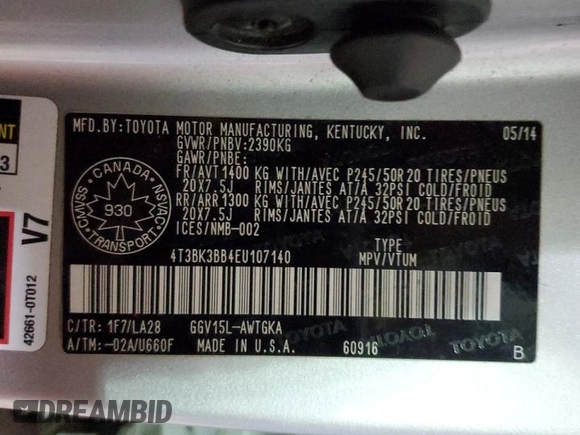 MFD.BY:TOYOTA MOTOR MANUFACTURING, KENTUCKY, INC. 05/14
GVWR/PNBV:2390KG
GAWR/PNBE:
FR/AVT1400 KG WITH/AVEC P245/50R20 TIRES/PNEUS
20X7.5J RIMS/JANTES AT/A 32PSI COLD/FROID
RR/ARR1300 KG WITH/AVEC P245/50R20 TIRES/PNEUS
20X7.5J RIMS/JANTES AT/A 32PSI COLD/FROID
ICES/NMB-002
4T3BK3BB4EU107140 TYPE
MPV/VTUM
C/TR: 1F7/LA28 GGV15L-AWTGKA
A/TM:-02A/U660F MADE IN U.S.A. 60916 B
CANADA
CMVSS NSVAC
930
TRANSPORT
TOYOTA TOYOTA TOYOTA
V7
42661-0T012
3
DREAMBID